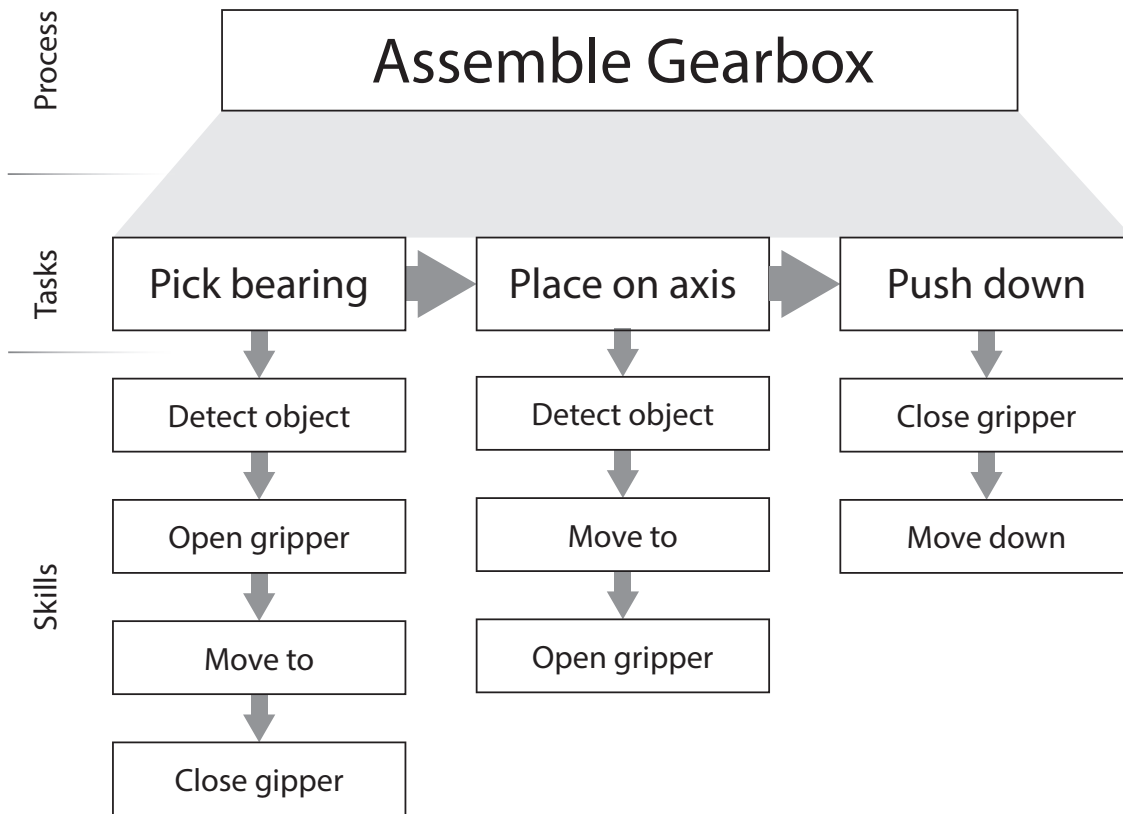 Process
Assemble Gearbox
Tasks
Pick bearing
Place on axis
Push down
Skills
Detect object
Open gripper
Move to
Close gipper
Detect object
Move to
Open gripper
Close gripper
Move down